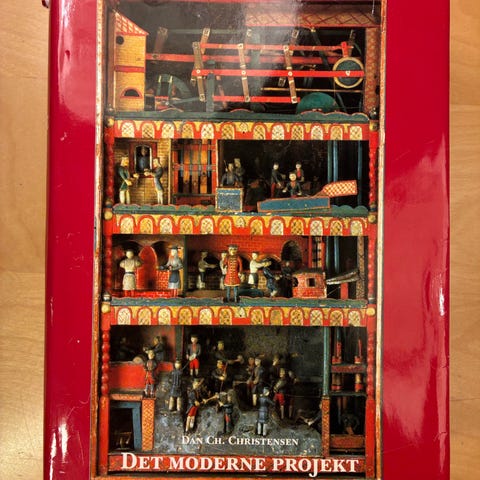 DAN CH. CHRISTENSEN
DET MODERNE PROJEKT